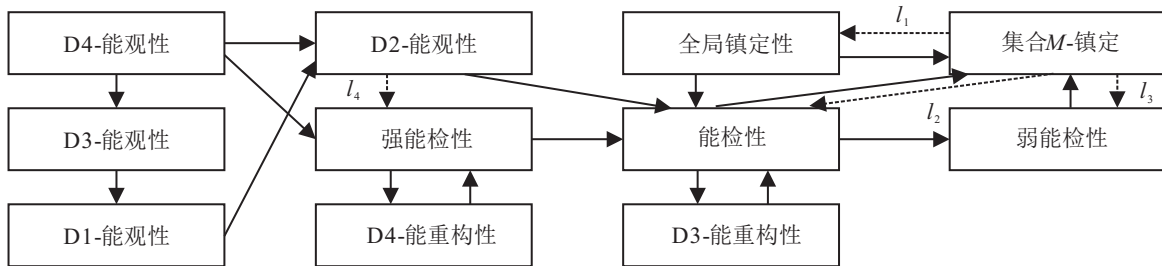 D4-能观性
D2-能观性
全局镇定性
l1
集合M-镇定
l4
l3
D3-能观性
强能检性
能检性
l2
弱能检性
D1-能观性
D4-能重构性
D3-能重构性